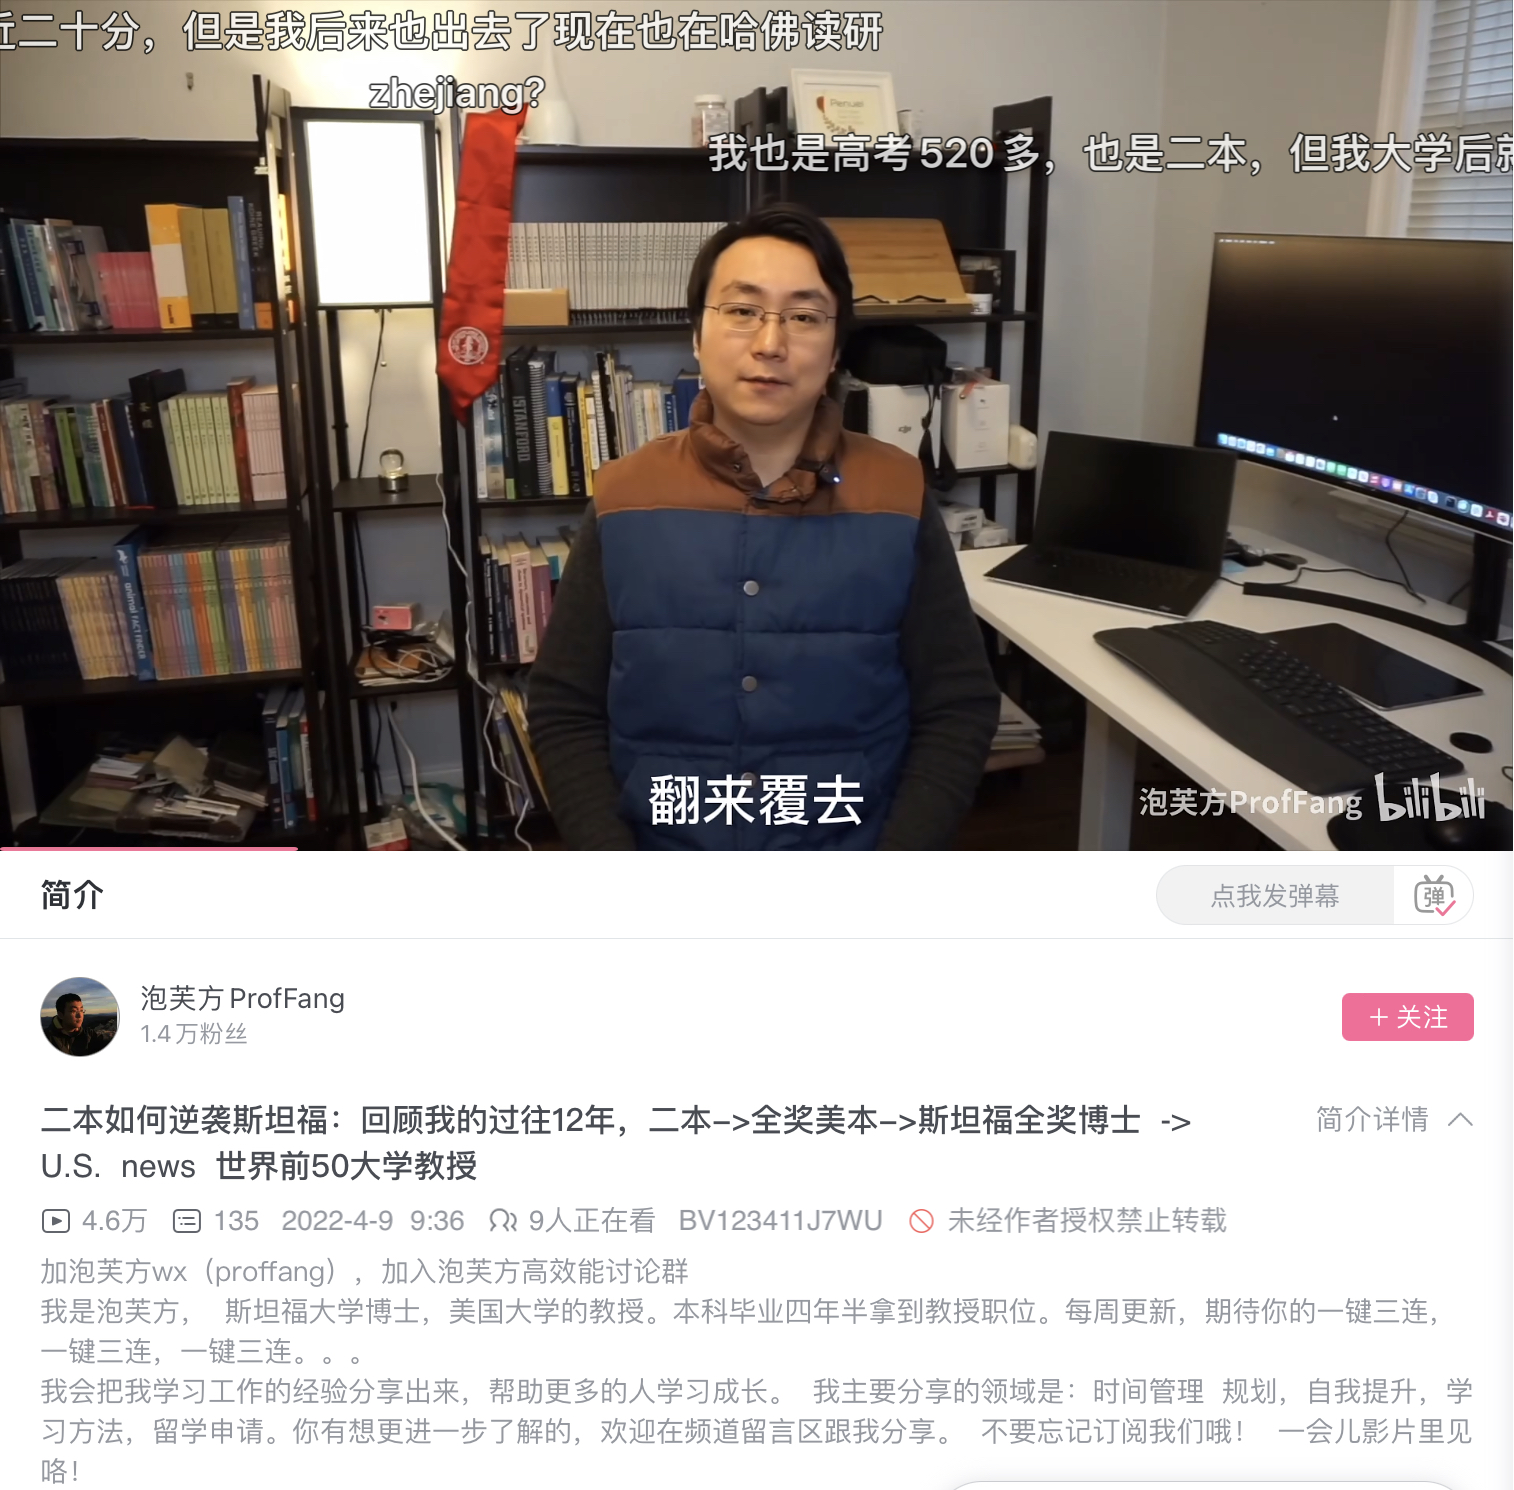 近二十分，但是我后来也出去了现在也在哈佛读研
zhejiang?
Penuel
我也是高考520多，也是二本，但我大学后就
STANFORD
dji
animal FACTFINDER
翻来覆去
泡芙方ProfFang bilibili
简介
点我发弹幕
弹
泡芙方ProfFang
1.4万粉丝
+ 关注
二本如何逆袭斯坦福：回顾我的过往12年，二本->全奖美本->斯坦福全奖博士 ->
U.S. news 世界前50大学教授
简介详情
4.6万 135 2022-4-9 9:36 9人正在看 BV123411J7WU 未经作者授权禁止转载
加泡芙方wx（proffang），加入泡芙方高效能讨论群
我是泡芙方， 斯坦福大学博士，美国大学的教授。本科毕业四年半拿到教授职位。每周更新，期待你的一键三连，
一键三连，一键三连。。。
我会把我学习工作的经验分享出来，帮助更多的人学习成长。 我主要分享的领域是：时间管理 规划，自我提升，学
习方法，留学申请。你有想更进一步了解的，欢迎在频道留言区跟我分享。 不要忘记订阅我们哦！ 一会儿影片里见
咯！